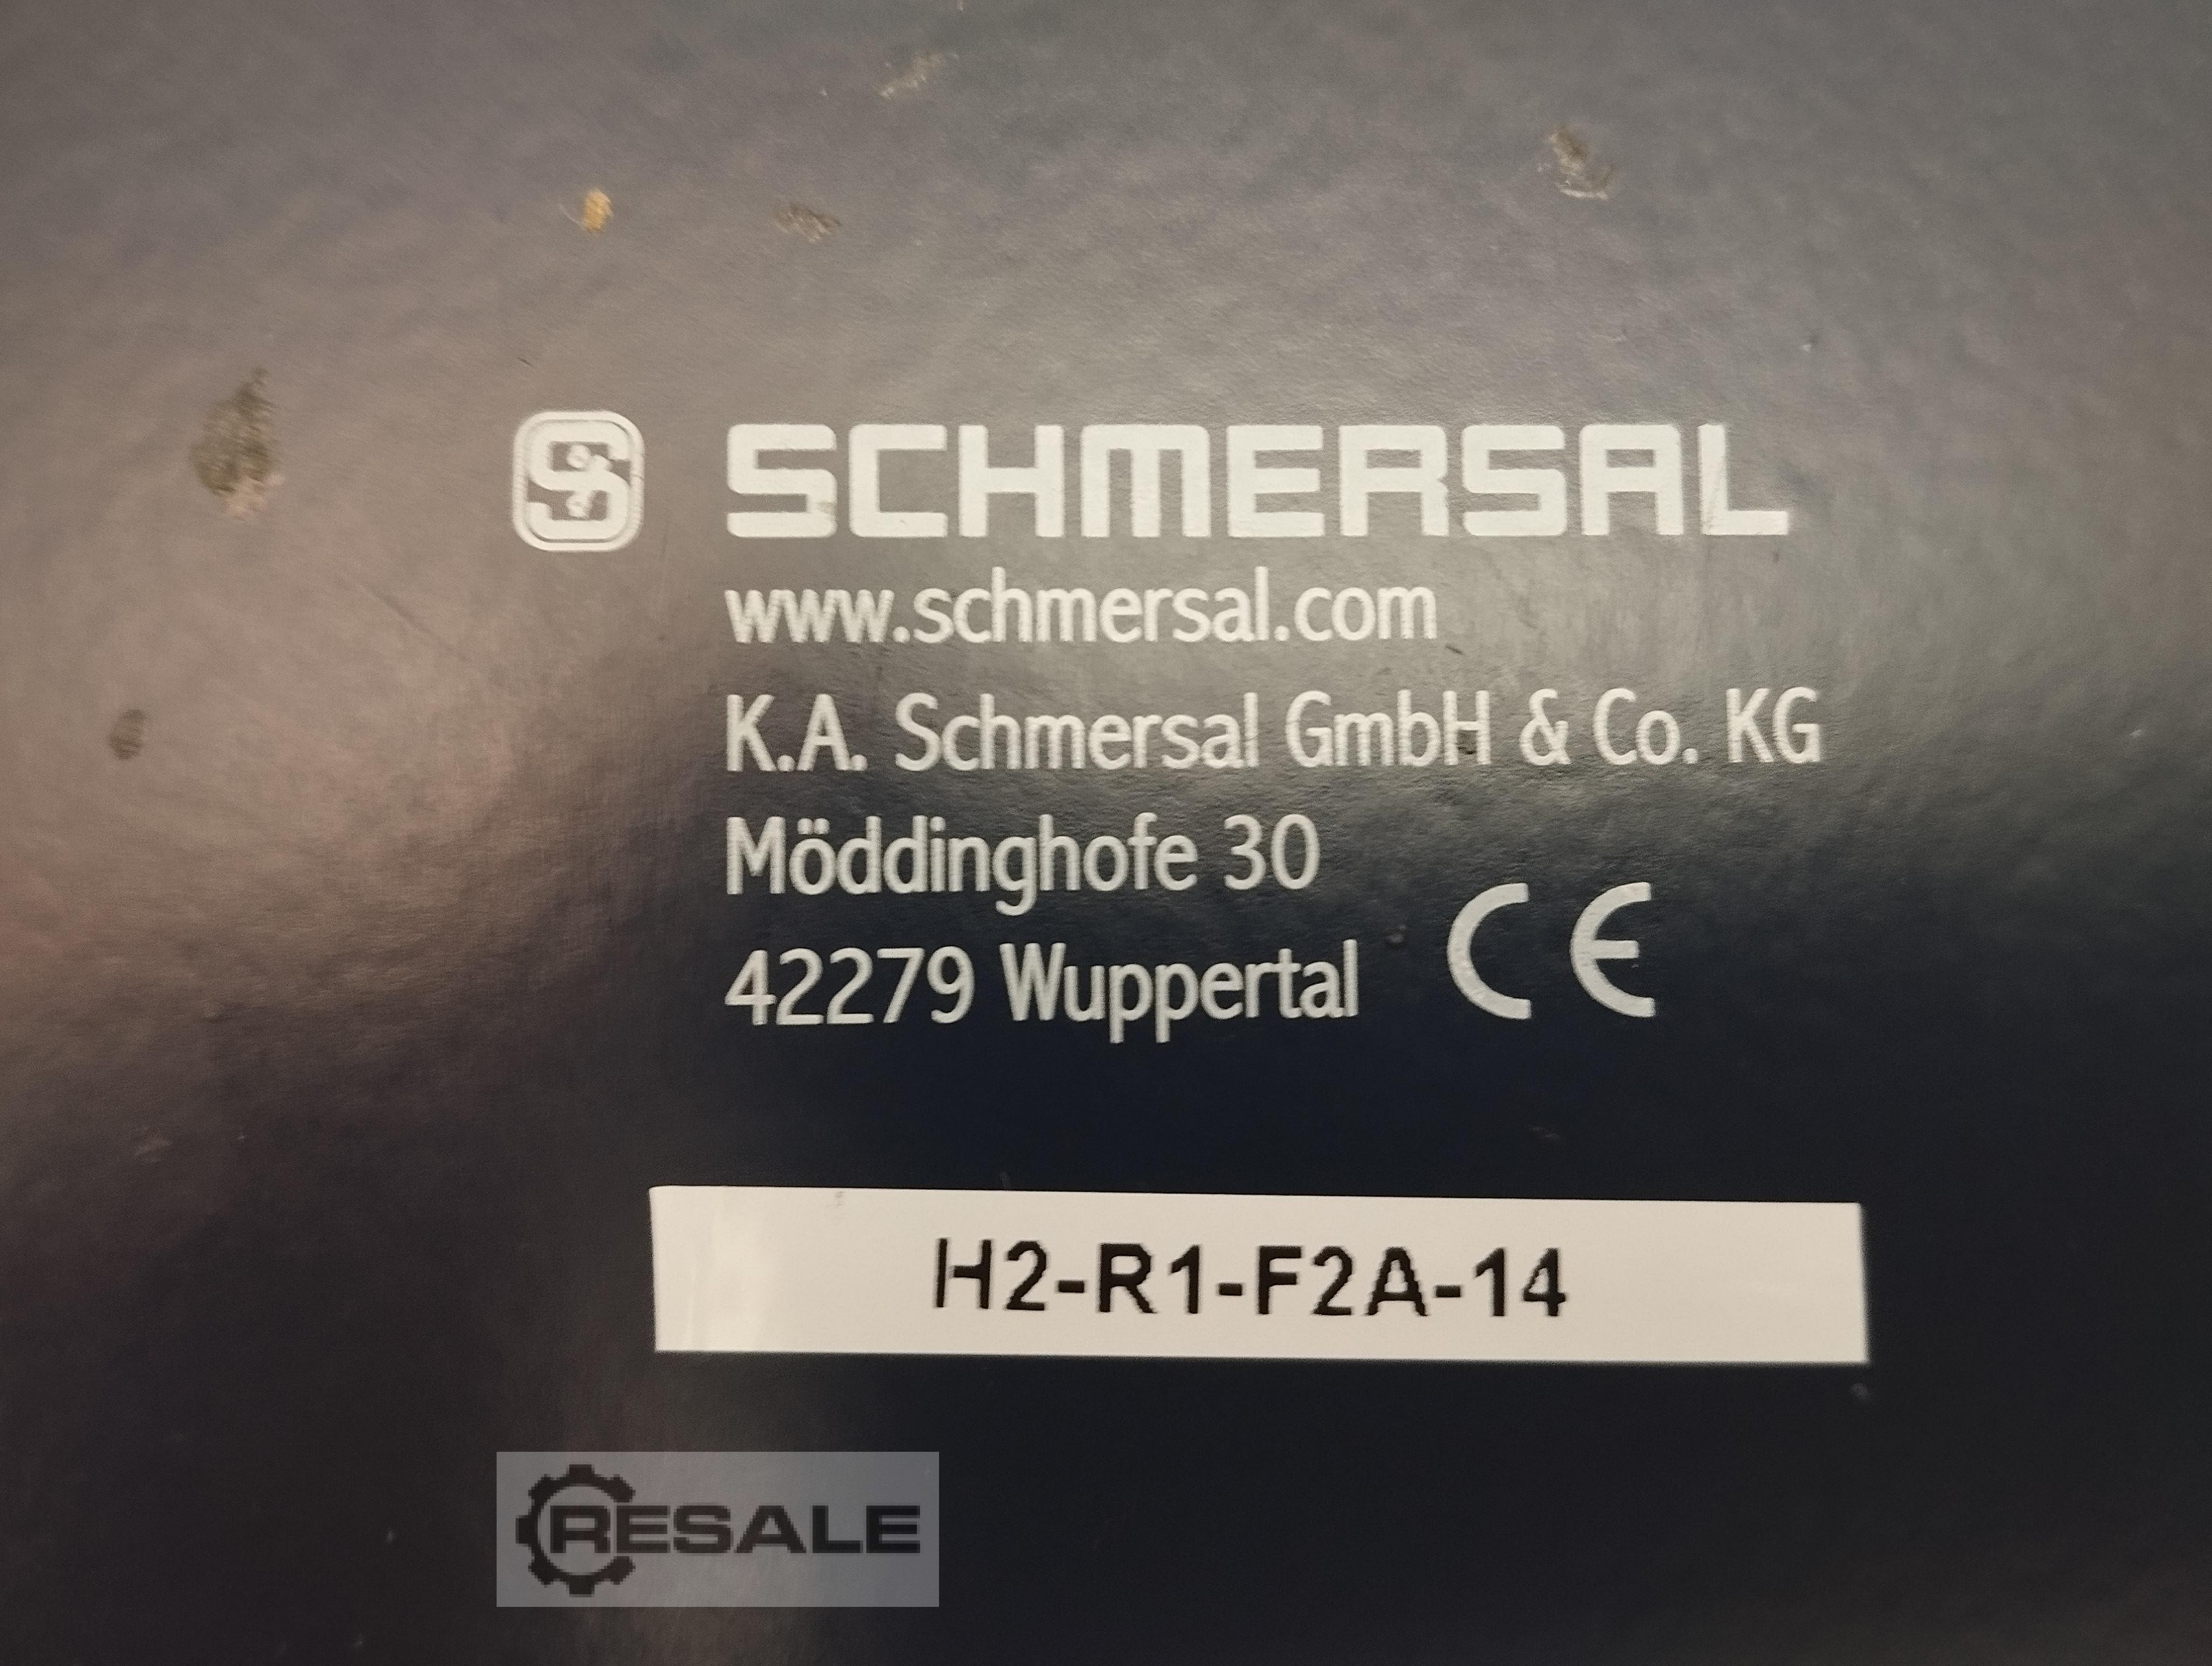 SCHMERSAL
www.schmersal.com
K.A. Schmersal GmbH & Co. KG
Möddinghofe 30
42279 Wuppertal
CE
H2-R1-F2A-14
RESALE